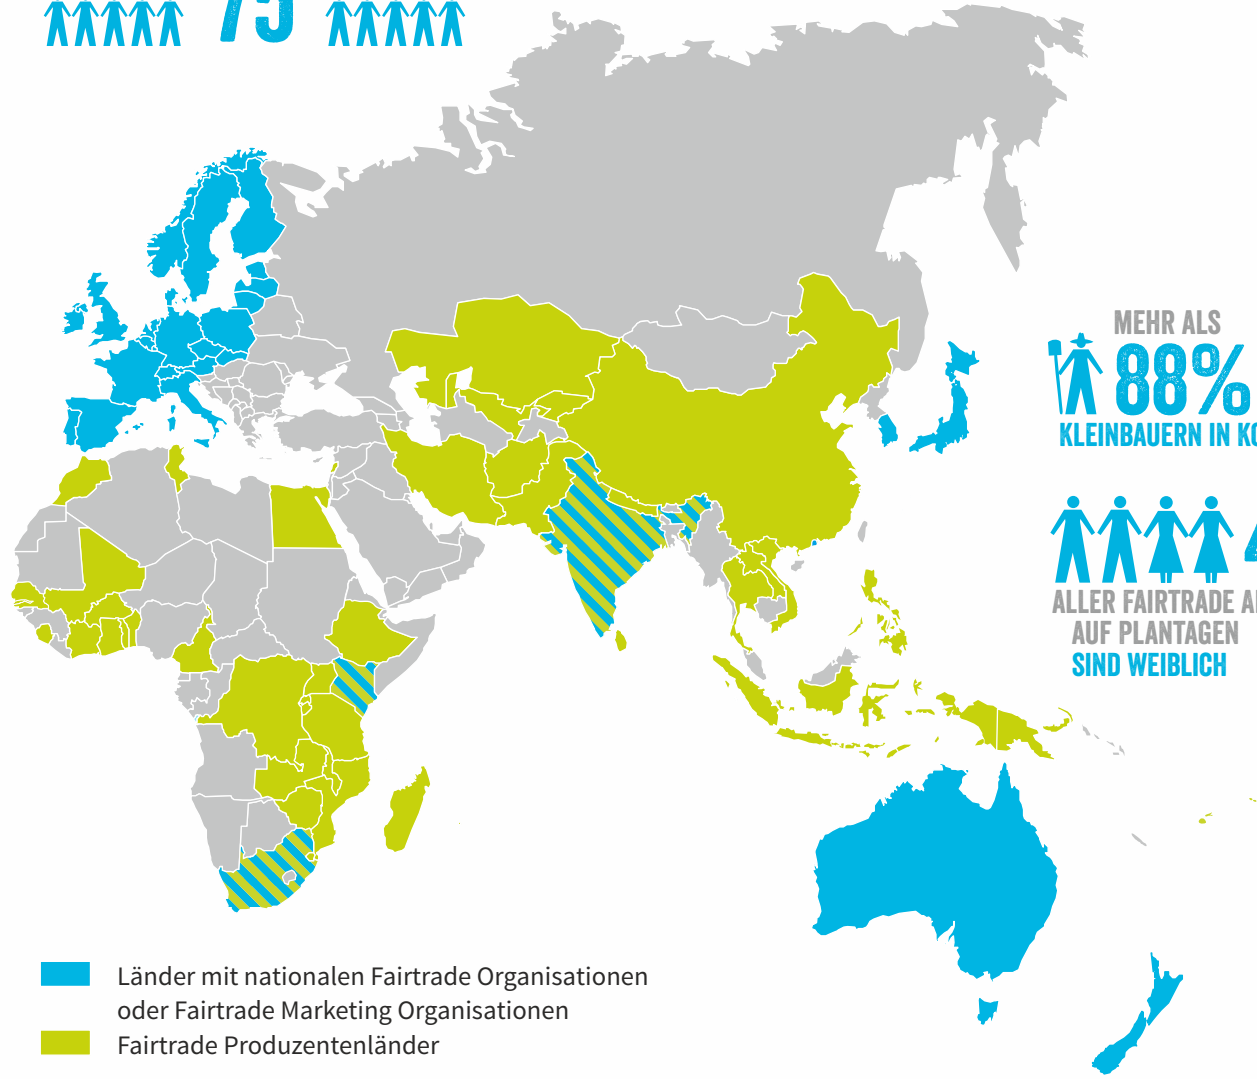 75
MEHR ALS
88%
KLEINBAUERN IN
ALLER FAIRTRADE
AUF PLANTAGEN
SIND WEIBLICH
Länder mit nationalen Fairtrade Organisationen
oder Fairtrade Marketing Organisationen
Fairtrade Produzentenländer